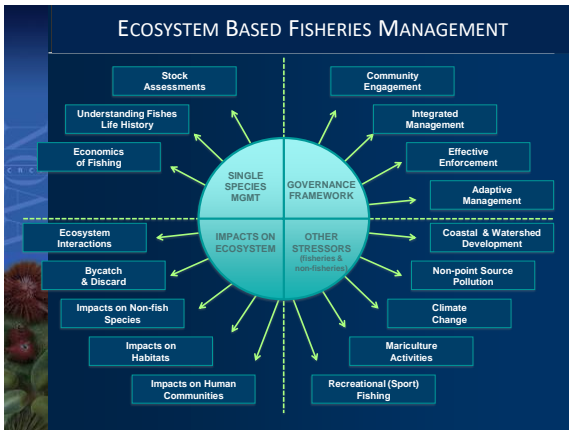 ECOSYSTEM BASED FISHERIES MANAGEMENT
Stock
Assessments
Understanding Fishes
Life History
Economics
of Fishing
Community
Engagement
Integrated
Management
Effective
Enforcement
Adaptive
Management
SINGLE
SPECIES
MGMT
GOVERNANCE
FRAMEWORK
IMPACTS ON
ECOSYSTEM
OTHER
STRESSORS
(fisheries &
non-fisheries)
Ecosystem
Interactions
Bycatch
& Discard
Impacts on Non-fish
Species
Impacts on
Habitats
Impacts on Human
Communities
Coastal & Watershed
Development
Non-point Source
Pollution
Climate
Change
Mariculture
Activities
Recreational (Sport)
Fishing